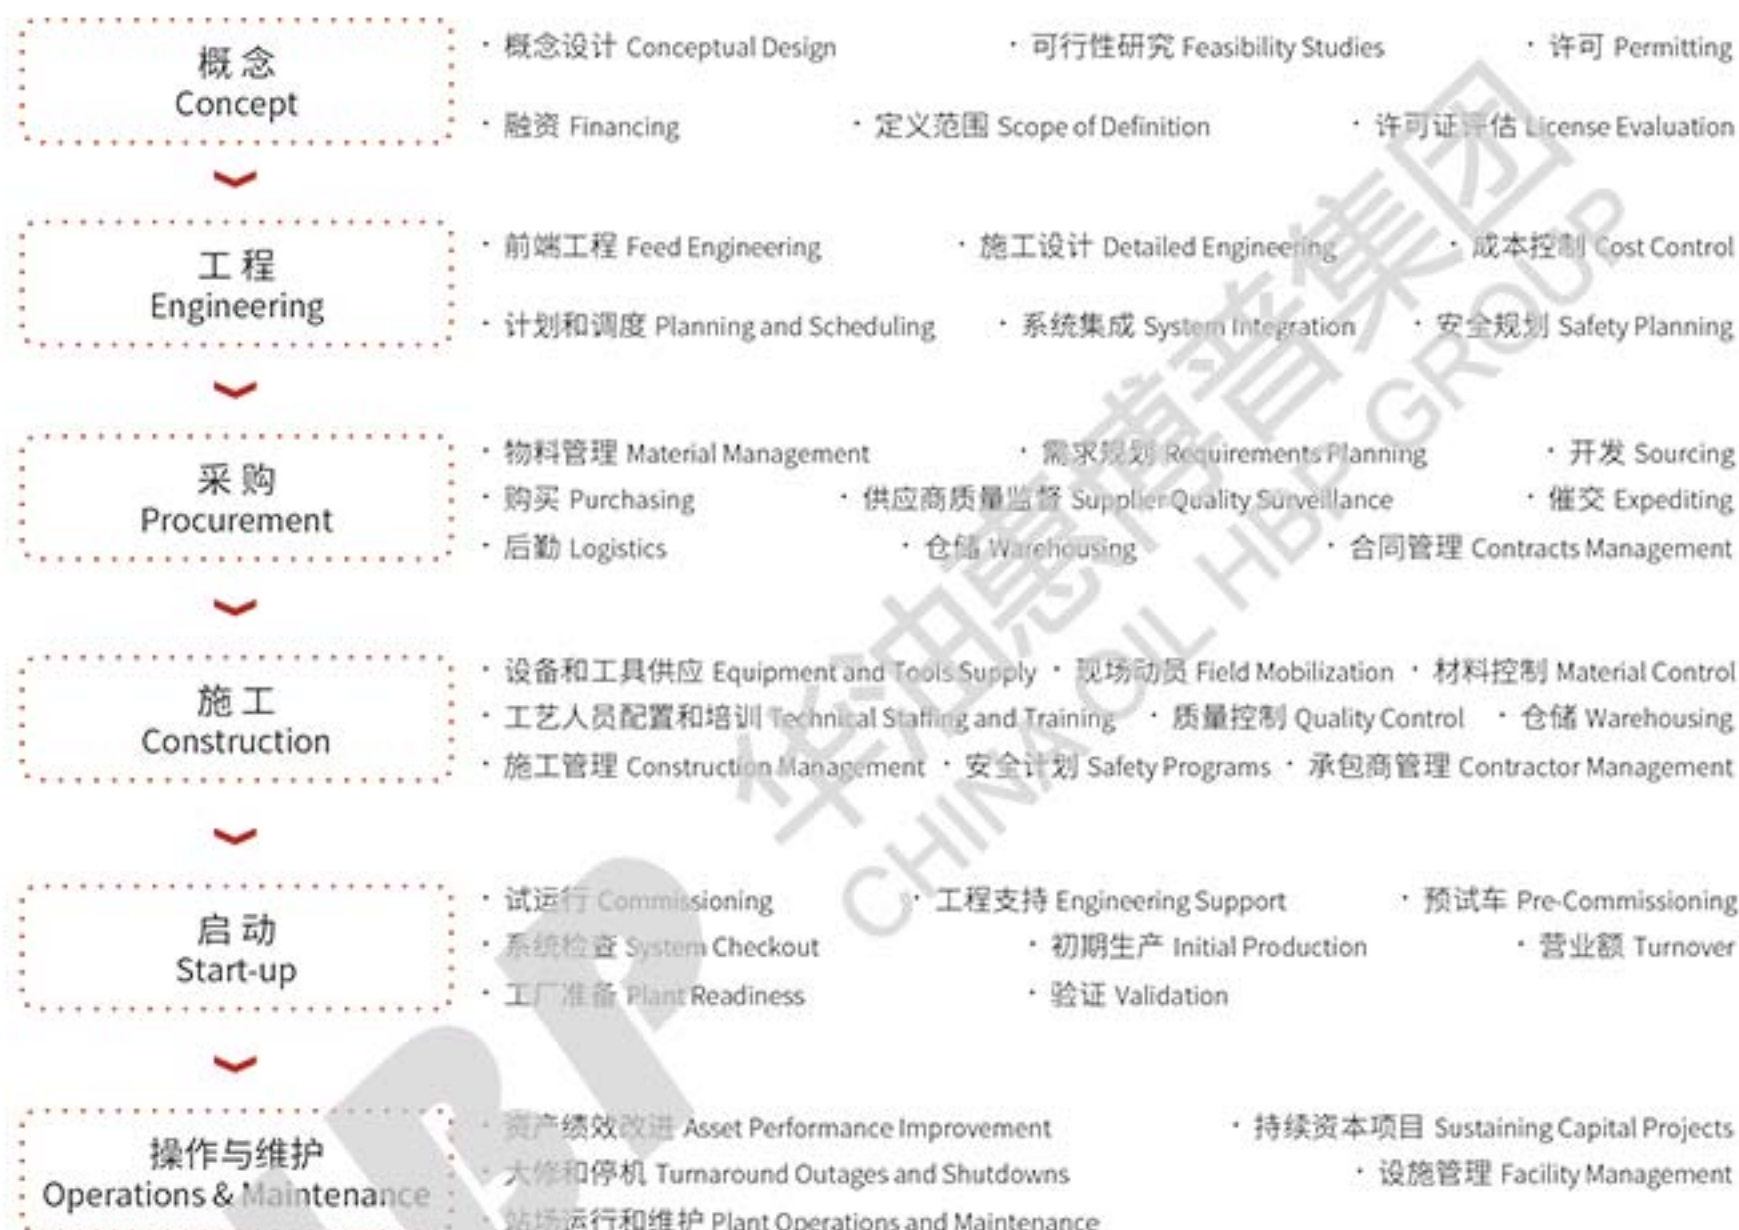 概念
Concept
· 概念设计 Conceptual Design · 可行性研究 Feasibility Studies · 许可 Permitting
· 融资 Financing · 定义范围 Scope of Definition · 许可证评估 License Evaluation
工程
Engineering
· 前端工程 Feed Engineering · 施工设计 Detailed Engineering · 成本控制 Cost Control
· 计划和调度 Planning and Scheduling · 系统集成 System Integration · 安全规划 Safety Planning
采购
Procurement
· 物料管理 Material Management · 需求规划 Requirements Planning · 开发 Sourcing
· 购买 Purchasing · 供应商质量监督 Supplier Quality Surveillance · 催交 Expediting
· 后勤 Logistics · 仓储 Warehousing · 合同管理 Contracts Management
施工
Construction
· 设备和工具供应 Equipment and Tools Supply · 现场动员 Field Mobilization · 材料控制 Material Control
· 工艺人员配置和培训 Technical Staffing and Training · 质量控制 Quality Control · 仓储 Warehousing
· 施工管理 Construction Management · 安全计划 Safety Programs · 承包商管理 Contractor Management
启动
Start-up
· 试运行 Commissioning · 工程支持 Engineering Support · 预试车 Pre-Commissioning
· 系统检查 System Checkout · 初期生产 Initial Production · 营业额 Turnover
· 工厂准备 Plant Readiness · 验证 Validation
操作与维护
Operations & Maintenance
· 资产绩效改进 Asset Performance Improvement · 持续资本项目 Sustaining Capital Projects
· 大修和停机 Turnaround Outages and Shutdowns · 设施管理 Facility Management
· 站场运行和维护 Plant Operations and Maintenance
华油惠博普集团
CHINA OIL HBP GROUP
HBP